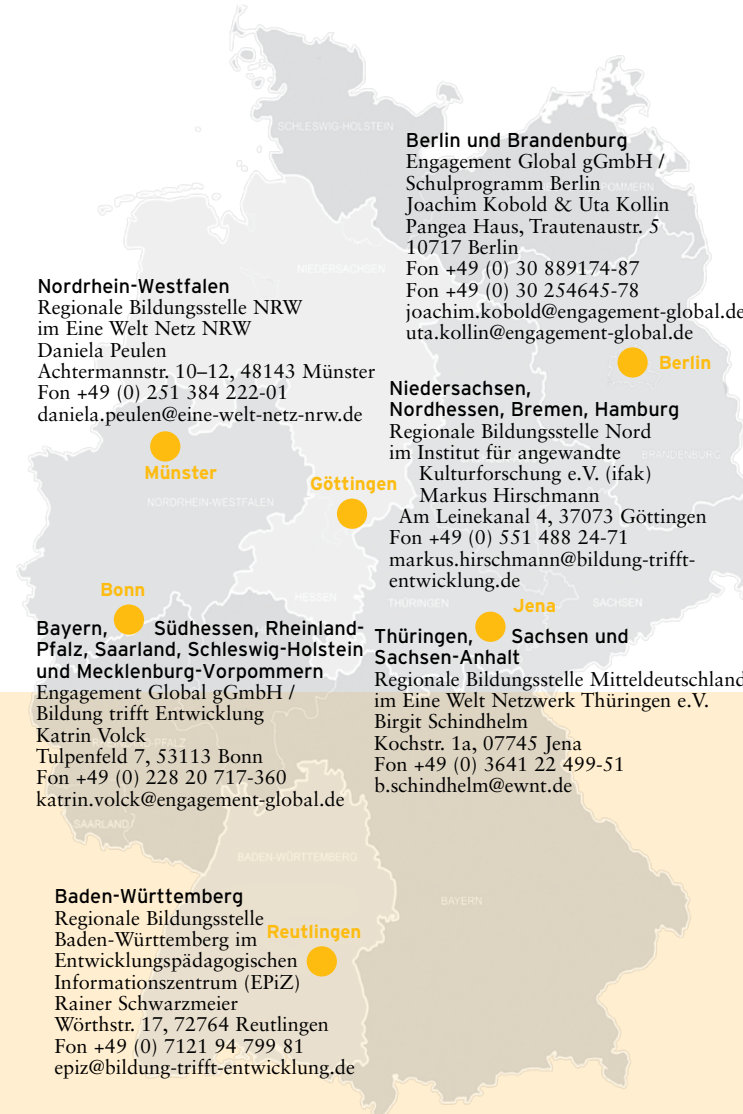 SCHLESWIG-HOLSTEIN
Berlin und Brandenburg
Engagement Global gGmbH /
Schulprogramm Berlin
POMMERN
Joachim Kobold & Uta Kollin
Pangea Haus, Trautenaustr. 5
10717 Berlin
Fon +49 (0) 30 889174-87
Fon +49 (0) 30 254645-78
joachim.kobold@engagement-global.de
uta.kollin@engagement-global.de
Berlin
NIEDERSACHSEN
Nordrhein-Westfalen
Regionale Bildungsstelle NRW
im Eine Welt Netz NRW
Daniela Peulen
Achtermannstr. 10–12, 48143 Münster
Fon +49 (0) 251 384 222-01
daniela.peulen@eine-welt-netz-nrw.de
Münster
NORDRHEIN-WESTFALEN
Niedersachsen,
Nordhessen, Bremen, Hamburg
Regionale Bildungsstelle Nord
im Institut für angewandte
Kulturforschung e.V. (ifak)
Markus Hirschmann
Am Leinekanal 4, 37073 Göttingen
Fon +49 (0) 551 488 24-71
markus.hirschmann@bildung-trifft-
entwicklung.de
BRANDENBURG
Göttingen
HESSEN
THÜRINGEN
SACHSEN
Bonn
Bayern, Südhessen, Rheinland-
Pfalz, Saarland, Schleswig-Holstein
und Mecklenburg-Vorpommern
Engagement Global gGmbH /
Bildung trifft Entwicklung
Katrin Volck
Tulpenfeld 7, 53113 Bonn
Fon +49 (0) 228 20 717-360
katrin.volck@engagement-global.de
Jena
Thüringen, Sachsen und
Sachsen-Anhalt
Regionale Bildungsstelle Mitteldeutschland
im Eine Welt Netzwerk Thüringen e.V.
Birgit Schindhelm
Kochstr. 1a, 07745 Jena
Fon +49 (0) 3641 22 499-51
b.schindhelm@ewnt.de
SAARLAND
BADEN-WÜRTTEMBERG
BAYERN
Baden-Württemberg
Regionale Bildungsstelle
Baden-Württemberg im
Entwicklungspädagogischen
Informationszentrum (EPiZ)
Rainer Schwarzmeier
Wörthstr. 17, 72764 Reutlingen
Fon +49 (0) 7121 94 799 81
epiz@bildung-trifft-entwicklung.de
Reutlingen